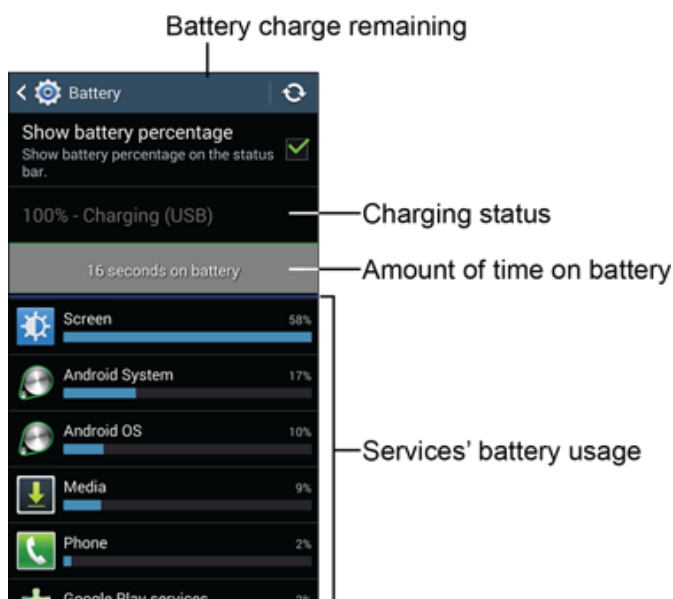 Battery charge remaining
Battery
Show battery percentage
Show battery percentage on the status
bar.
100% - Charging (USB)
Charging status
16 seconds on battery
Amount of time on battery
Screen 58%
Android System 17%
Android OS 10%
Services’ battery usage
Media 9%
Phone 2%
Google Play services 2%